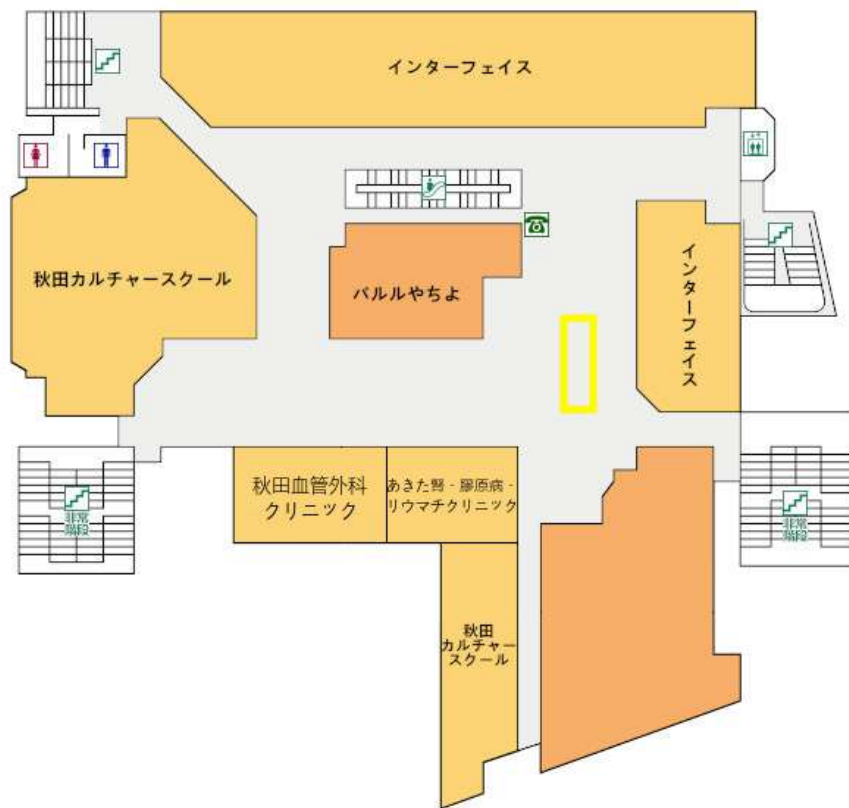 インターフェイス
秋田カルチャースクール
パルルやちよ
インターフェイス
秋田血管外科
クリニック
あきた腎・膠原病・
リウマチクリニック
非常
階段
非常
階段
秋田
カルチャー
スクール